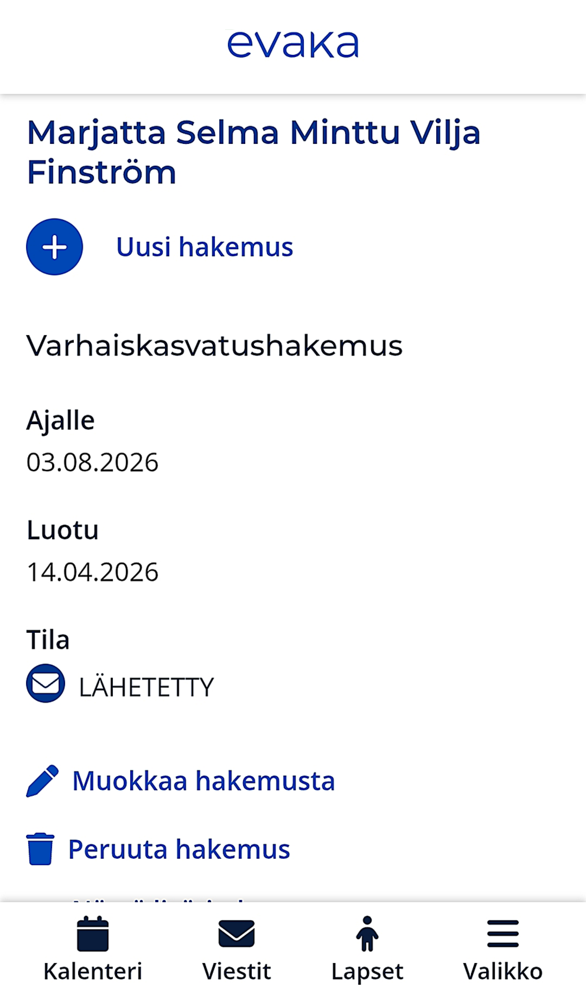 evaka
Marjatta Selma Minttu Vilja
Finström
Uusi hakemus
Varhaiskasvatushakemus
Ajalle
03.08.2026
Luotu
14.04.2026
Tila
LÄHETETTY
Muokkaa hakemusta
Peruuta hakemus
Kalenteri
Viestit
Lapset
Valikko